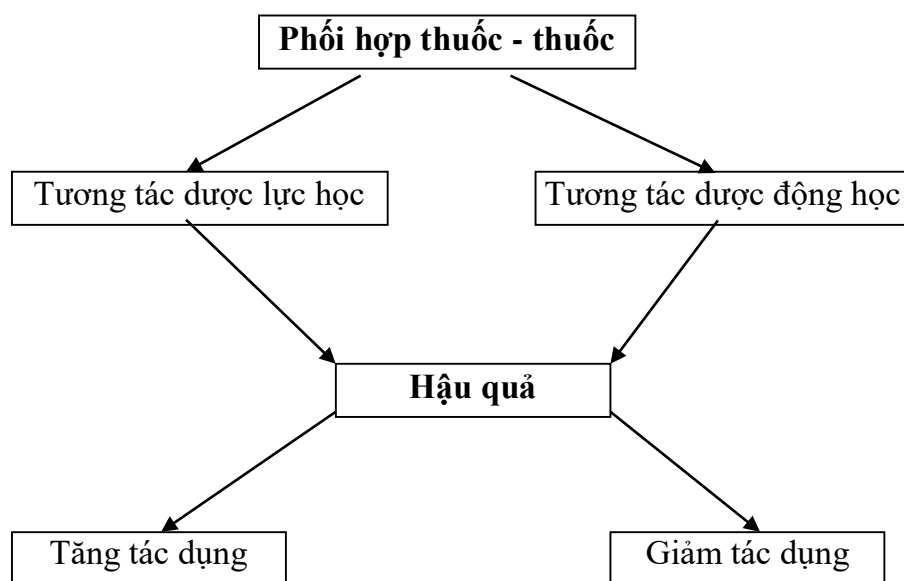 Phối hợp thuốc - thuốc
Tương tác dược lực học
Tương tác dược động học
Hậu quả
Tăng tác dụng
Giảm tác dụng